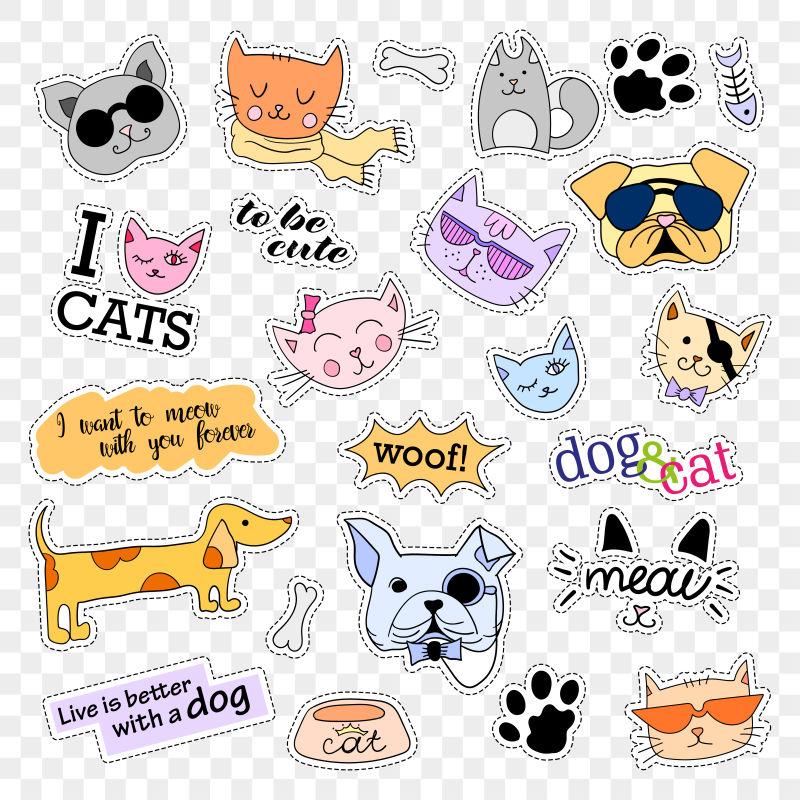 to be
cute
I
CATS
I want to meow
with you forever
woof!
dog&cat
meow
Live is better
with a dog
cat